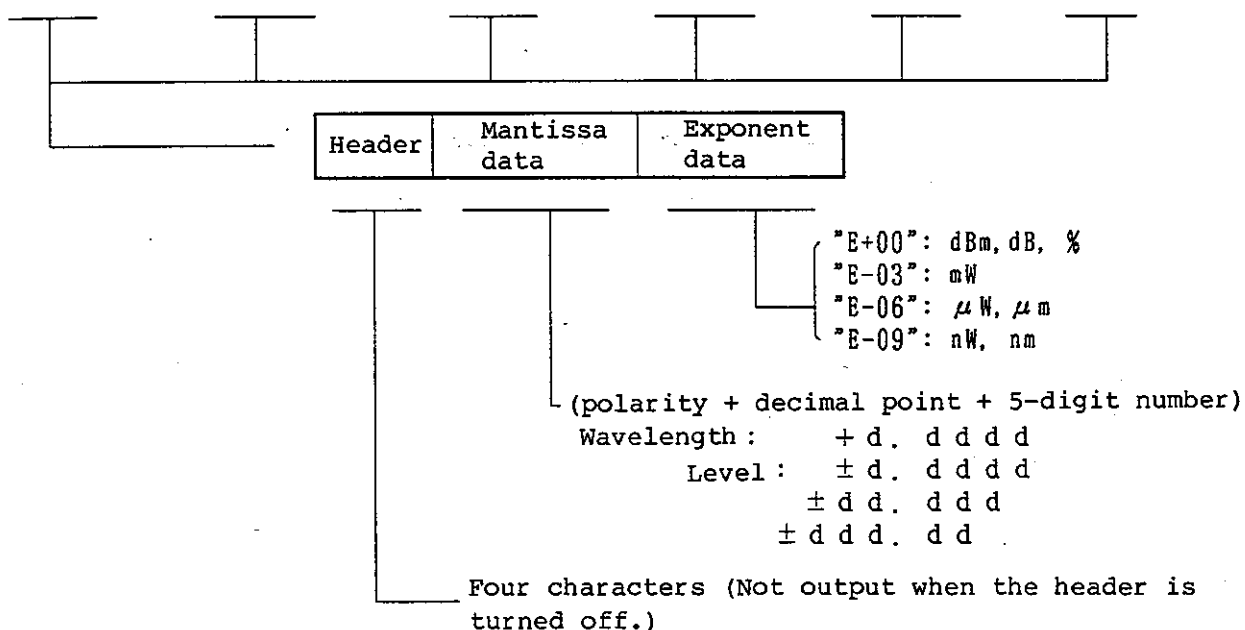 Header
Mantissa data
Exponent data
"E+00": dBm, dB, %
"E-03": mW
"E-06": μW, μm
"E-09": nW, nm
(polarity + decimal point + 5-digit number)
Wavelength: +d. dddd
Level: ±d. dddd
±dd. ddd
±ddd. dd
Four characters (Not output when the header is
turned off.)